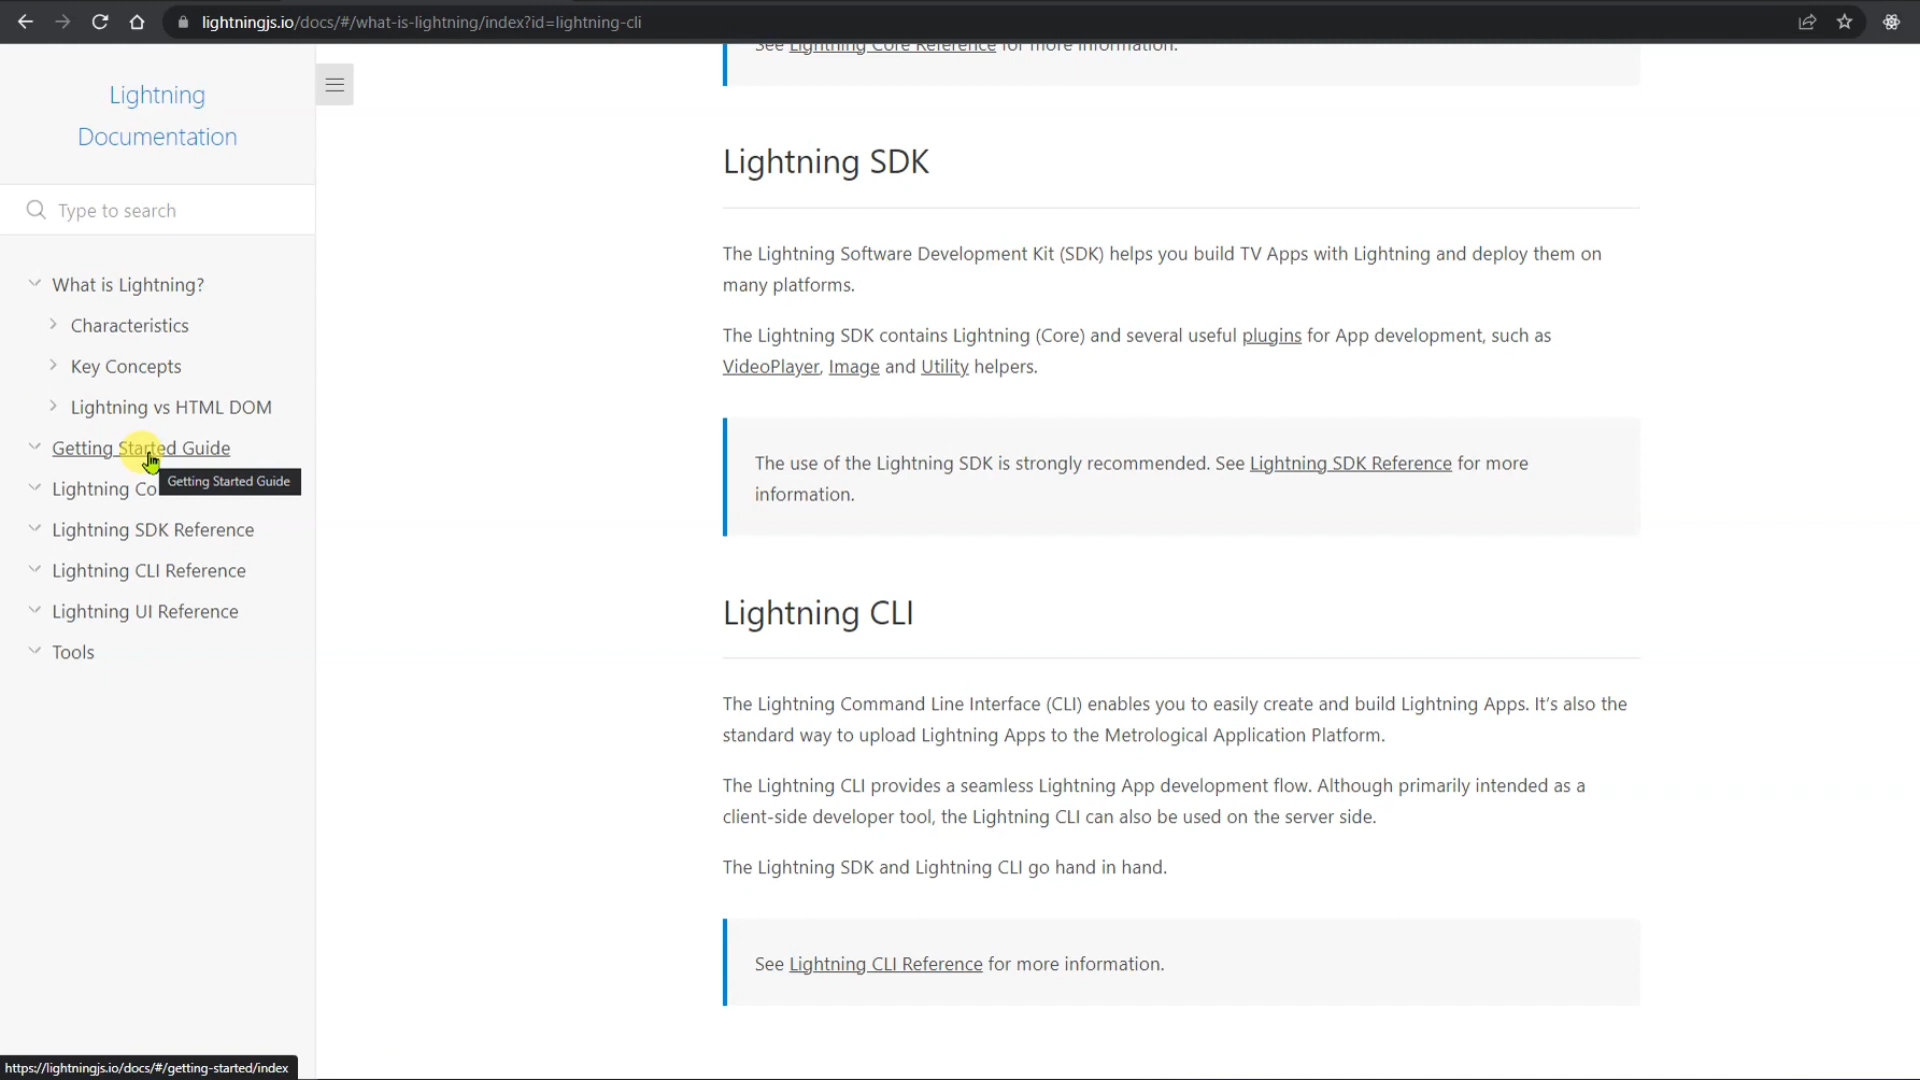 lightningjs.io/docs/#/what-is-lightning/index?id=lightning-cli
Lightning
Documentation
Type to search
What is Lightning?
Characteristics
Key Concepts
Lightning vs HTML DOM
Getting Started Guide
Getting Started Guide
Lightning Co
Lightning SDK Reference
Lightning CLI Reference
Lightning UI Reference
Tools
See Lightning Core Reference for more information.
Lightning SDK
The Lightning Software Development Kit (SDK) helps you build TV Apps with Lightning and deploy them on
many platforms.
The Lightning SDK contains Lightning (Core) and several useful plugins for App development, such as
VideoPlayer, Image and Utility helpers.
The use of the Lightning SDK is strongly recommended. See Lightning SDK Reference for more
information.
Lightning CLI
The Lightning Command Line Interface (CLI) enables you to easily create and build Lightning Apps. It’s also the
standard way to upload Lightning Apps to the Metrological Application Platform.
The Lightning CLI provides a seamless Lightning App development flow. Although primarily intended as a
client-side developer tool, the Lightning CLI can also be used on the server side.
The Lightning SDK and Lightning CLI go hand in hand.
See Lightning CLI Reference for more information.
https://lightningjs.io/docs/#/getting-started/index